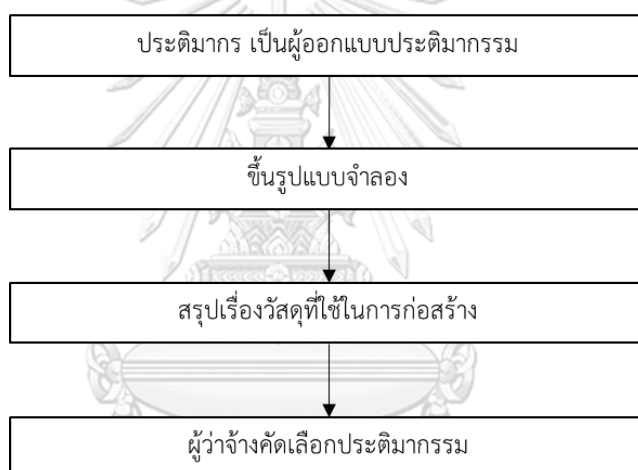 ประติมากร เป็นผู้ออกแบบประติมากรรม
ขึ้นรูปแบบจำลอง
สรุปเรื่องวัสดุที่ใช้ในการก่อสร้าง
ผู้ว่าจ้างคัดเลือกประติมากรรม